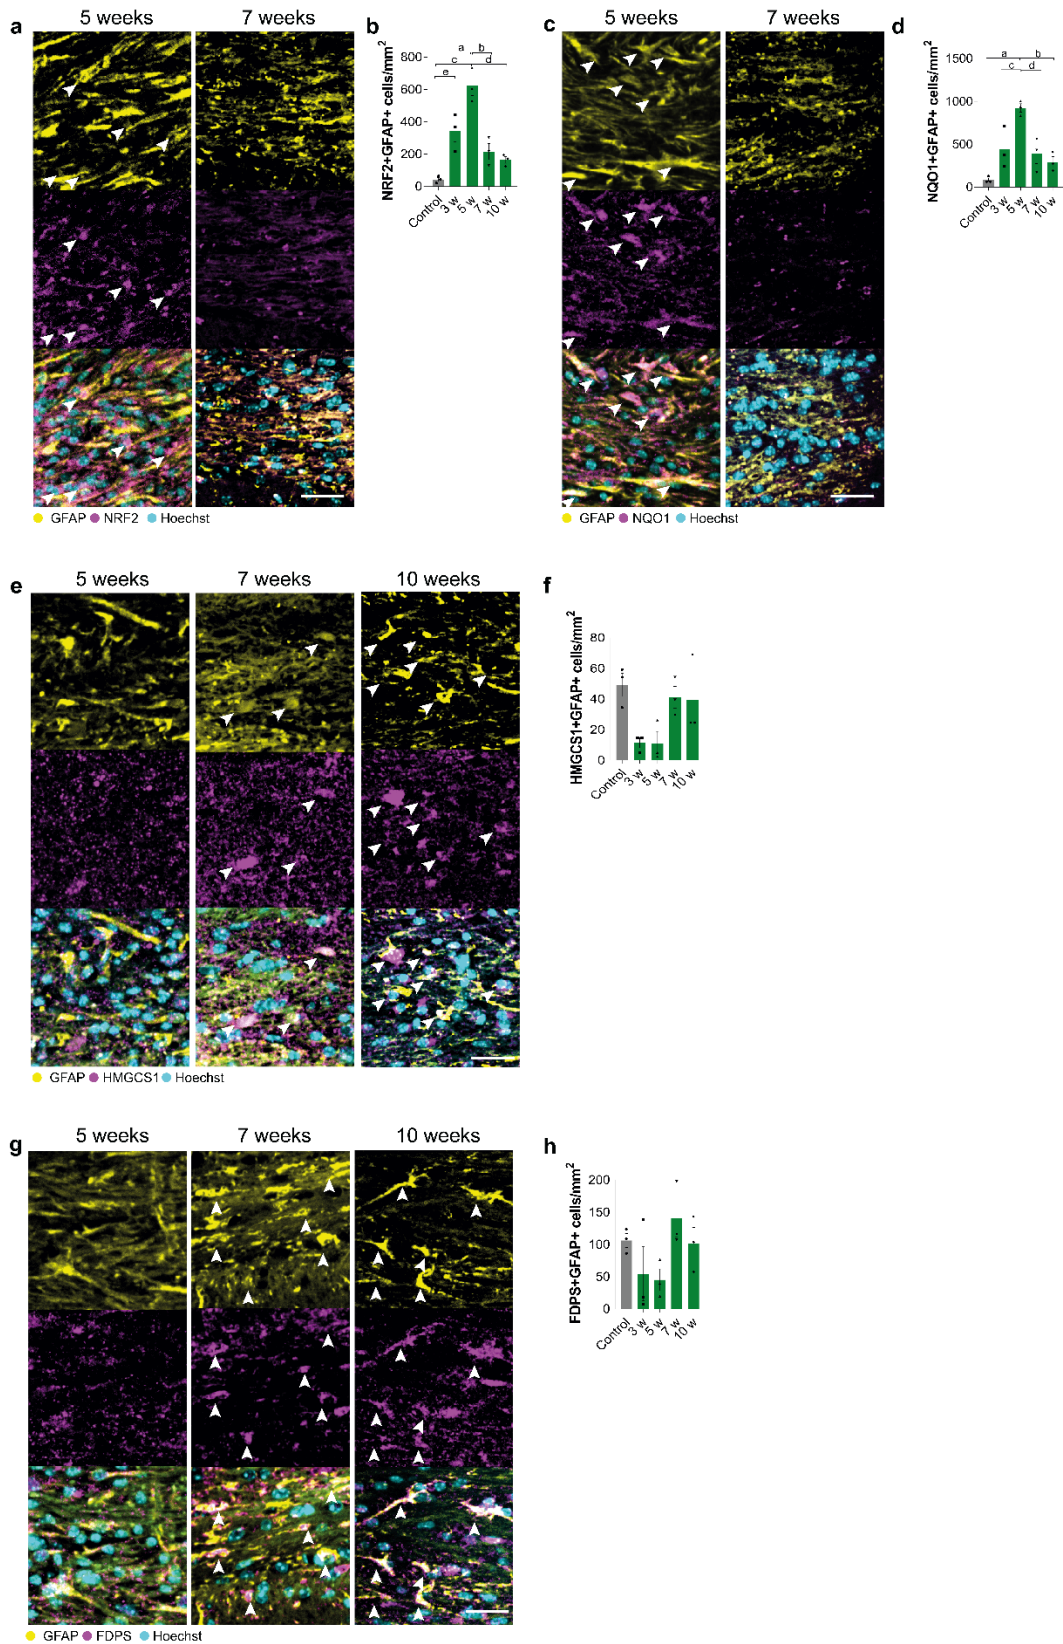 a
5 weeks
7 weeks
GFAP NRF2 Hoechst
b
NRF2+GFAP+ cells/mm²
800
600
400
200
0
a
b
c
d
e
Control
3 w
5 w
7 w
10 w
c
5 weeks
7 weeks
GFAP NQO1 Hoechst
d
NQO1+GFAP+ cells/mm²
1500
1000
500
0
a
b
c
d
Control
3 w
5 w
7 w
10 w
e
5 weeks
7 weeks
10 weeks
GFAP HMGCS1 Hoechst
f
HMGCS1+GFAP+ cells/mm²
80
60
40
20
0
Control
3 w
5 w
7 w
10 w
g
5 weeks
7 weeks
10 weeks
GFAP FDPS Hoechst
h
FDPS+GFAP+ cells/mm²
200
150
100
50
0
Control
3 w
5 w
7 w
10 w